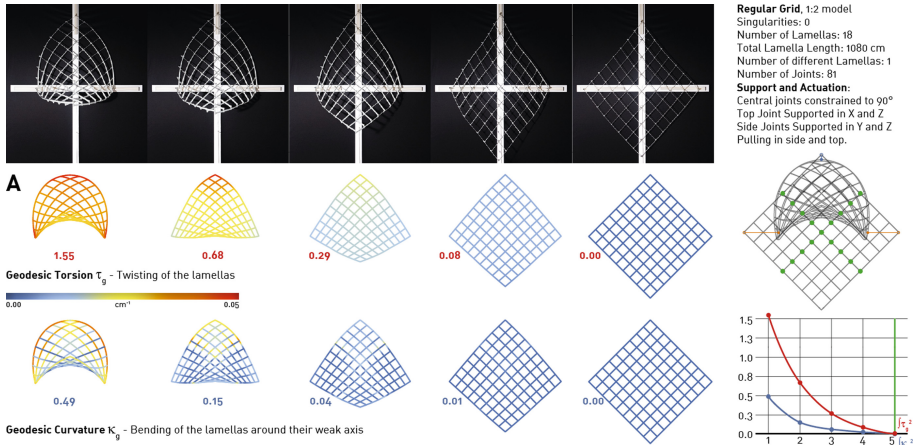 Regular Grid, 1:2 model
Singularities: 0
Number of Lamellas: 18
Total Lamella Length: 1080 cm
Number of different Lamellas: 1
Number of Joints: 81
Support and Actuation:
Central joints constrained to 90°
Top Joint Supported in X and Z
Side Joints Supported in Y and Z
Pulling in side and top.
A
1.55 0.68 0.29 0.08 0.00
Geodesic Torsion τg - Twisting of the lamellas
0.00 cm⁻¹ 0.05
0.49 0.15 0.04 0.01 0.00
Geodesic Curvature κg - Bending of the lamellas around their weak axis
1.5
1.3
1.0
0.8
0.5
0.3
0.0
1 2 3 4 5
∫τg²